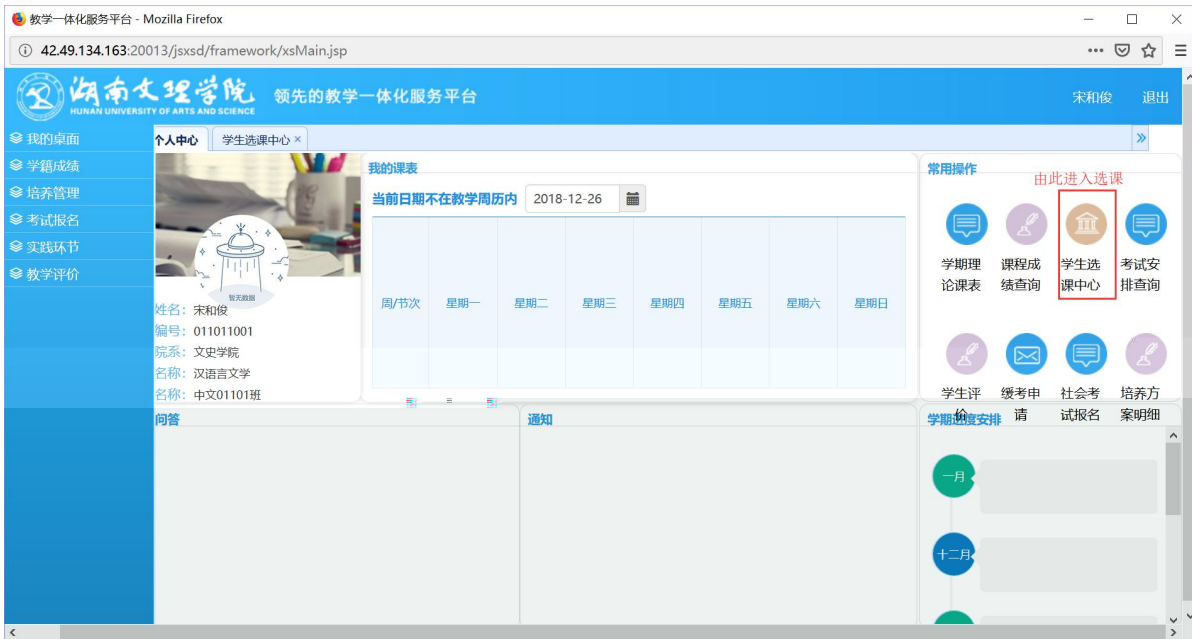 教学一体化服务平台 - Mozilla Firefox
42.49.134.163:20013/jsxsd/framework/xsMain.jsp
湖南文理学院
HUNAN UNIVERSITY OF ARTS AND SCIENCE
领先的教学一体化服务平台
宋和俊 退出
我的桌面
学籍成绩
培养管理
考试报名
实践环节
教学评价
个人中心 学生选课中心 ×
暂无数据
姓名：宋和俊
编号：011011001
院系：文史学院
名称：汉语言文学
名称：中文01101班
我的课表
当前日期不在教学周历内 2018-12-26
周/节次 星期一 星期二 星期三 星期四 星期五 星期六 星期日
常用操作
由此进入选课
学期理
论课表
课程成
绩查询
学生选
课中心
考试安
排查询
学生评
价
缓考申
请
社会考
试报名
培养方
案明细
问答
通知
学期进度安排
一月
十二月